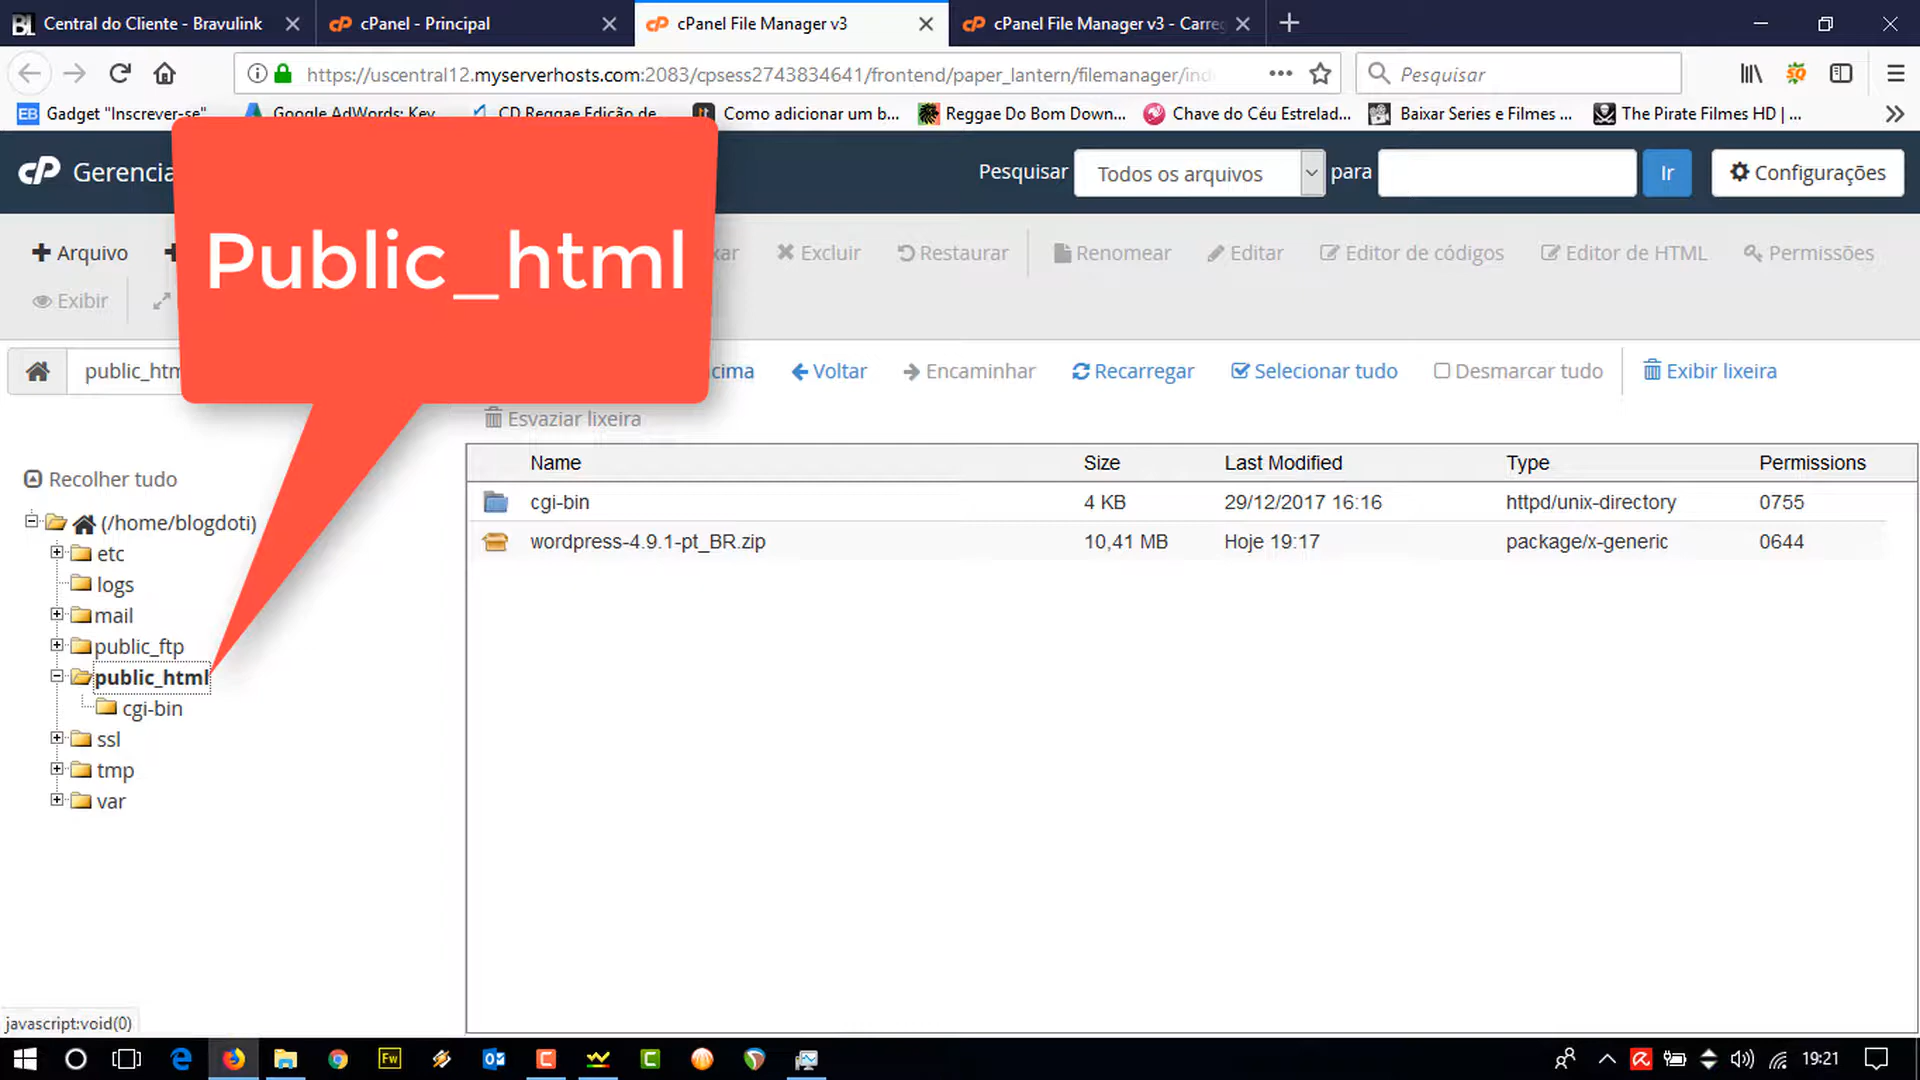 Central do Cliente - Bravulink
cPanel - Principal
cPanel File Manager v3
cPanel File Manager v3 - Carre
https://uscentral12.myserverhosts.com:2083/cpsess2743834641/frontend/paper_lantern/filemanager/ind
Pesquisar
EB Gadget "Inscrever-se"
Google AdWords: Key
CD Reggae Edição de
Como adicionar um b...
Reggae Do Bom Down...
Chave do Céu Estrelad...
Baixar Series e Filmes ...
The Pirate Filmes HD | ...
cP Gerencia
Pesquisar
Todos os arquivos
para
Ir
Configurações
Public_html
Arquivo
Excluir
Restaurar
Renomear
Editar
Editor de códigos
Editor de HTML
Permissões
Exibir
public_htm
cima
Voltar
Encaminhar
Recarregar
Selecionar tudo
Desmarcar tudo
Exibir lixeira
Esvaziar lixeira
Recolher tudo
(/home/blogdoti)
etc
logs
mail
public_ftp
public_html
cgi-bin
ssl
tmp
var
Name Size Last Modified Type Permissions
cgi-bin 4 KB 29/12/2017 16:16 httpd/unix-directory 0755
wordpress-4.9.1-pt_BR.zip 10,41 MB Hoje 19:17 package/x-generic 0644
javascript:void(0)
Fw
19:21